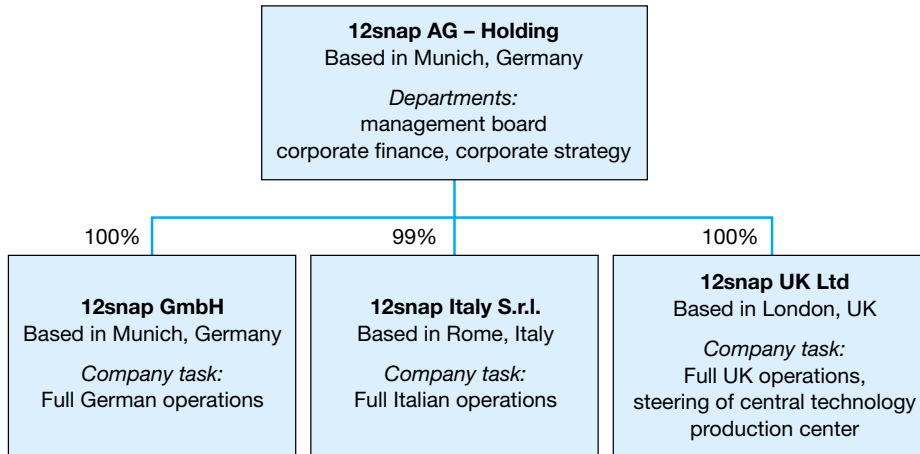 12snap AG – Holding
Based in Munich, Germany
Departments:
management board
corporate finance, corporate strategy
100%
99%
100%
12snap GmbH
Based in Munich, Germany
Company task:
Full German operations
12snap Italy S.r.l.
Based in Rome, Italy
Company task:
Full Italian operations
12snap UK Ltd
Based in London, UK
Company task:
Full UK operations,
steering of central technology
production center